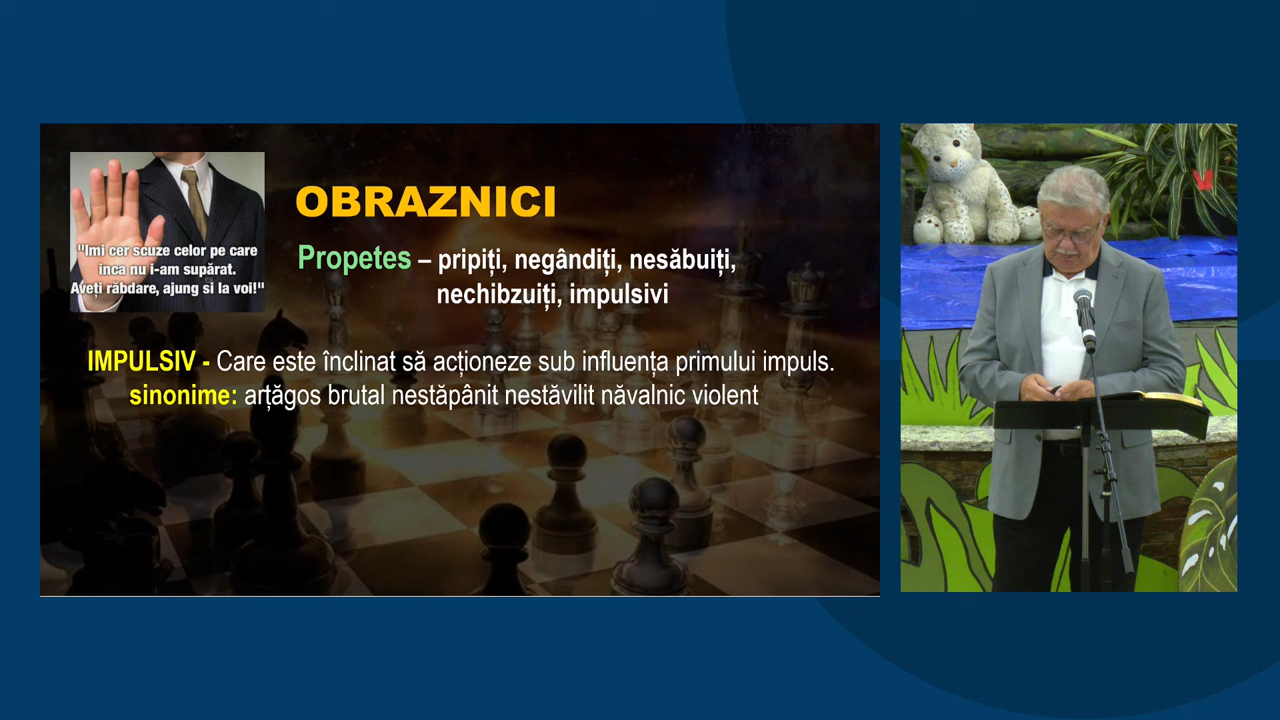 "Imi cer scuze celor pe care
inca nu i-am supărat.
Aveți răbdare, ajung si la voi!"
OBRAZNICI
Propetes – pripiți, negândiți, nesăbuiți,
nechibzuiți, impulsivi
IMPULSIV - Care este înclinat să acționeze sub influența primului impuls.
sinonime: arțăgos brutal nestăpânit nestăvilit năvalnic violent